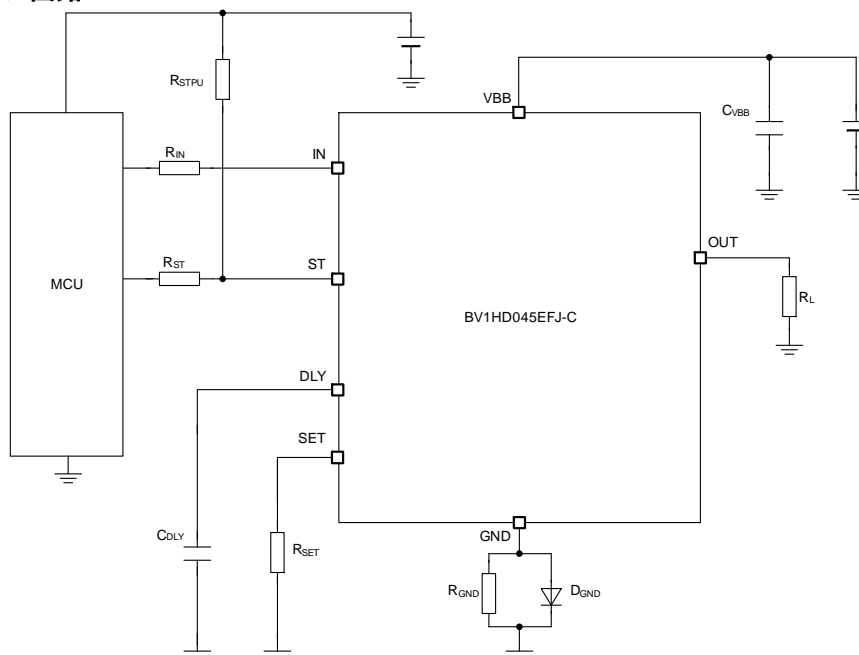 RSTPU
VBB
CVBB
RIN
IN
OUT
RST
ST
MCU
BV1HD045EFJ-C
RL
DLY
SET
CDLY
RSET
GND
RGND
DGND